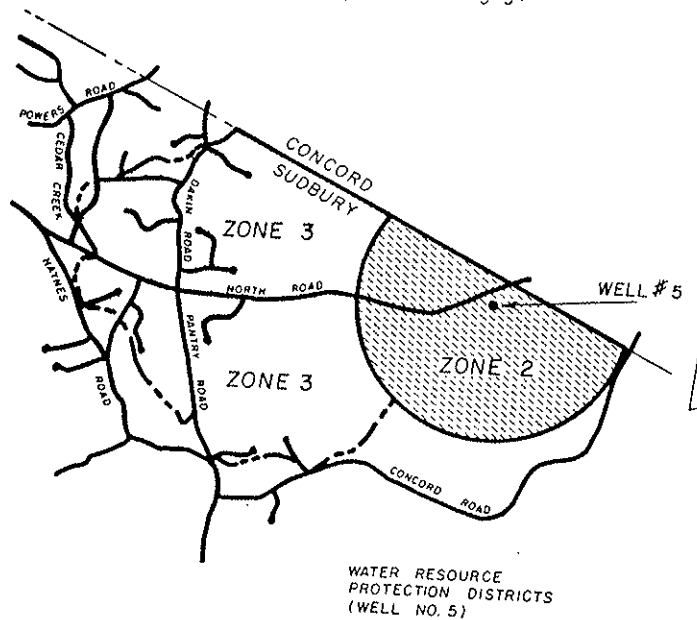 POWERS ROAD
CEDAR CREEK
CONCORD
SUDBURY
DAKIN ROAD
ZONE 3
NORTH ROAD
WELL #5
HAYNES ROAD
PANTRY ROAD
ZONE 3
ZONE 2
CONCORD ROAD
WATER RESOURCE
PROTECTION DISTRICTS
(WELL NO. 5)